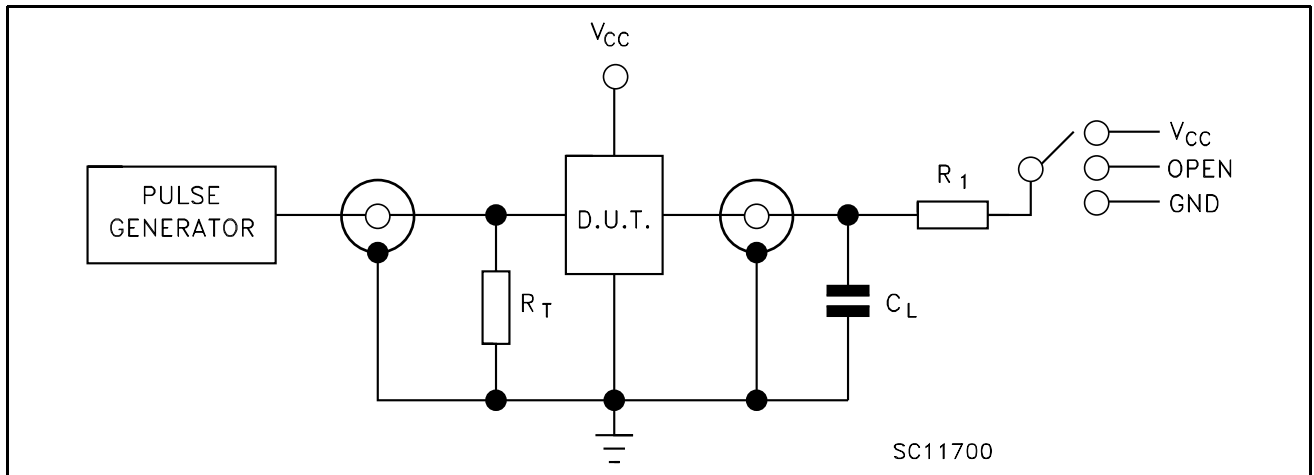 VCC
PULSE
GENERATOR
D.U.T.
RT
CL
R1
VCC
OPEN
GND
SC11700